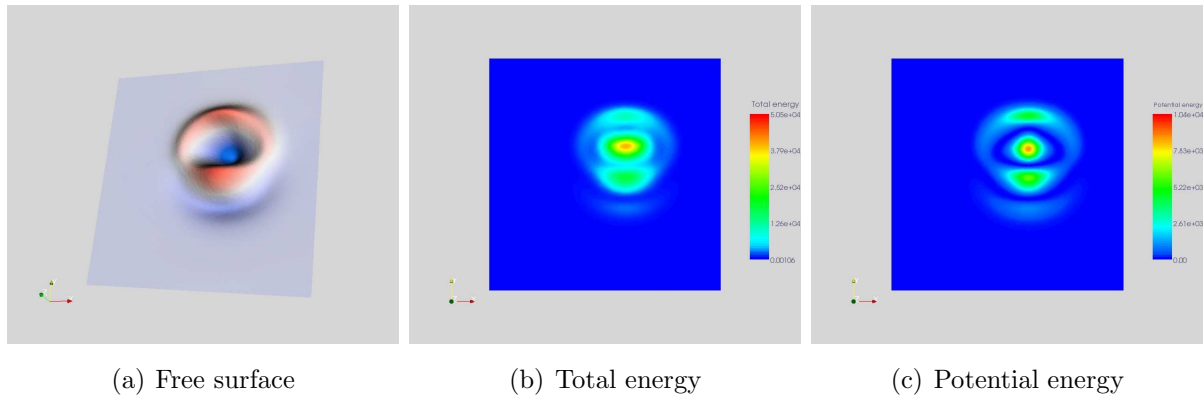 Total energy
5.05e+04
3.79e+04
2.52e+04
1.26e+04
0.00106
Potential energy
1.04e+04
7.83e+03
5.22e+03
2.61e+03
0.00
(a) Free surface
(b) Total energy
(c) Potential energy